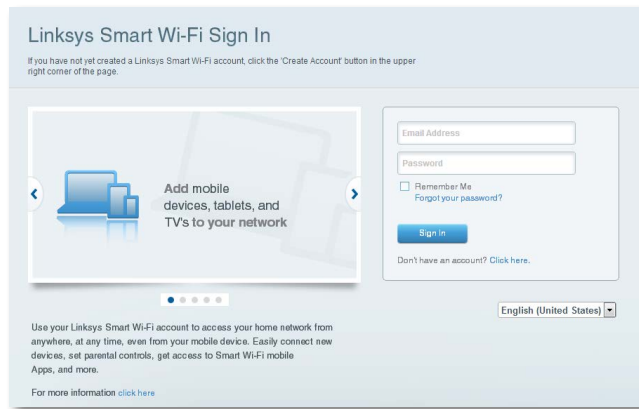 Linksys Smart Wi-Fi Sign In
If you have not yet created a Linksys Smart Wi-Fi account, click the 'Create Account' button in the upper
right corner of the page.
Add mobile
devices, tablets, and
TV's to your network
Use your Linksys Smart Wi-Fi account to access your home network from
anywhere, at any time, even from your mobile device. Easily connect new
devices, set parental controls, get access to Smart Wi-Fi mobile
Apps, and more.
For more information click here
Email Address
Password
Remember Me
Forgot your password?
Sign In
Don't have an account? Click here.
English (United States)